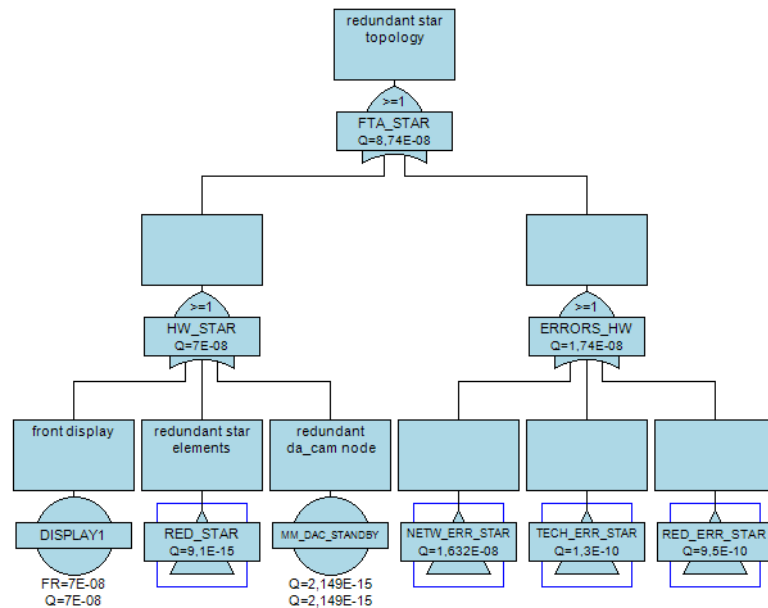 redundant star
topology
>=1
FTA_STAR
Q=8,74E-08
>=1
HW_STAR
Q=7E-08
>=1
ERRORS_HW
Q=1,74E-08
front display
redundant star
elements
redundant
da_cam node
DISPLAY1
FR=7E-08
Q=7E-08
RED_STAR
Q=9,1E-15
MM_DAC_STANDBY
Q=2,149E-15
Q=2,149E-15
NETW_ERR_STAR
Q=1,632E-08
TECH_ERR_STAR
Q=1,3E-10
RED_ERR_STAR
Q=9,5E-10